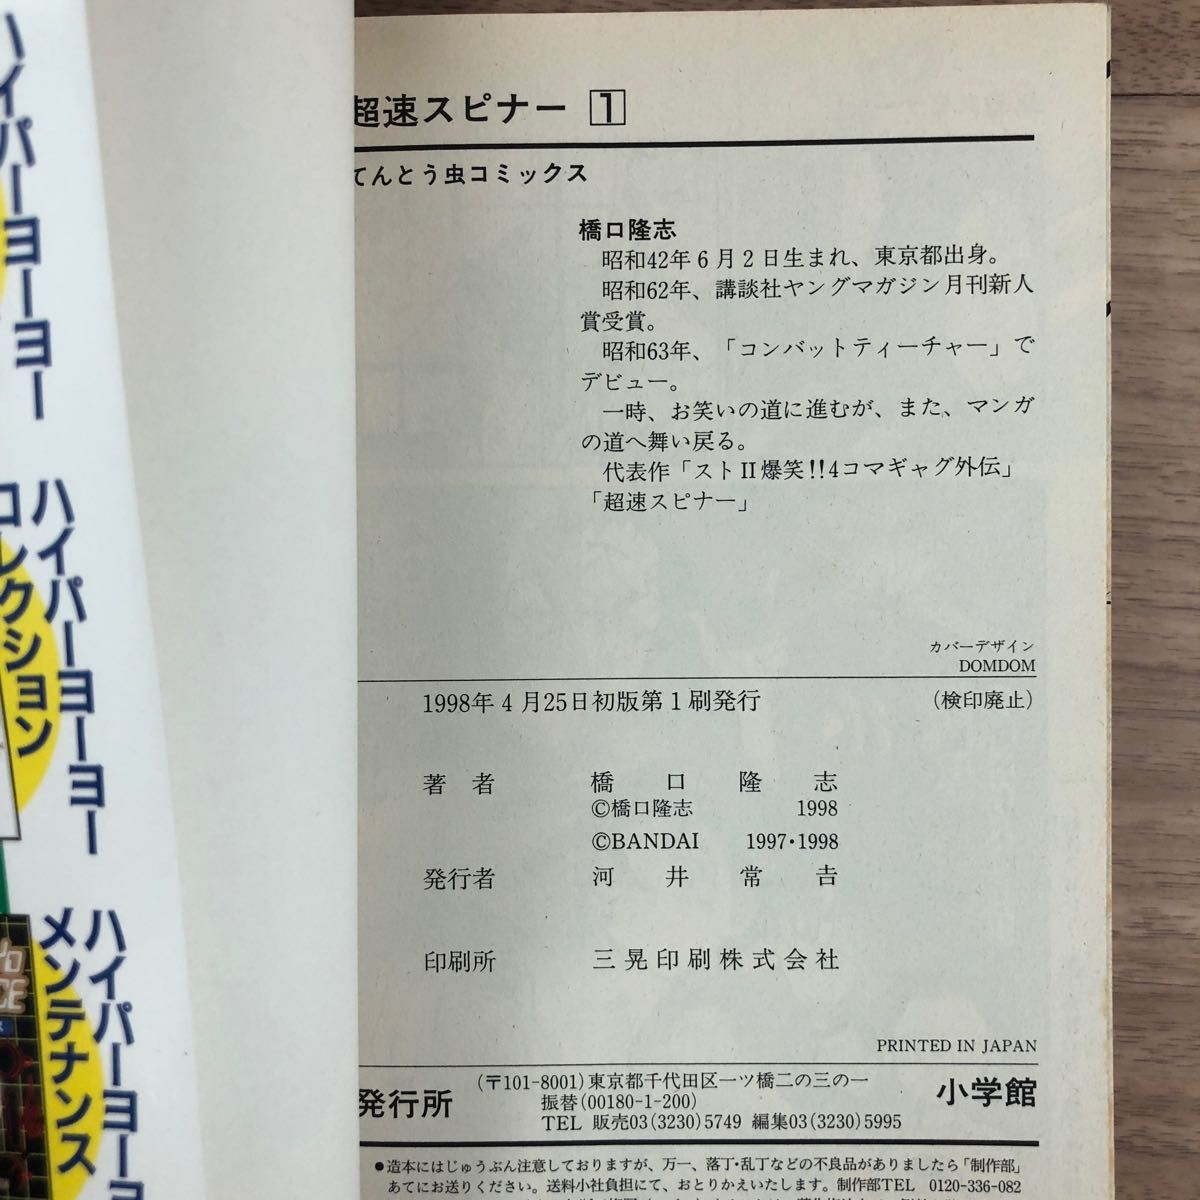 超速スピナー 1
てんとう虫コミックス
橋口隆志
昭和42年6月2日生まれ、東京都出身。
昭和62年、講談社ヤングマガジン月刊新人
賞受賞。
昭和63年、「コンバットティーチャー」で
デビュー。
一時、お笑いの道に進むが、また、マンガ
の道へ舞い戻る。
代表作「ストⅡ爆笑!!4コマギャグ外伝」
「超速スピナー」
カバーデザイン
DOMDOM
1998年4月25日初版第1刷発行 (検印廃止)
著者 橋口隆志
©橋口隆志 1998
©BANDAI 1997・1998
発行者 河井常吉
印刷所 三晃印刷株式会社
PRINTED IN JAPAN
発行所 (〒101-8001)東京都千代田区一ツ橋二の三の一 小学館
振替(00180-1-200)
TEL 販売03(3230)5749 編集03(3230)5995
●造本にはじゅうぶん注意しておりますが、万一、落丁・乱丁などの不良品がありましたら「制作部」
あてにお送りください。送料小社負担にて、おとりかえいたします。制作部TEL 0120-336-082
ハイパーヨーヨー
ハイパーヨーヨー
コレクション
ハイパーヨーヨー
メンテナンス